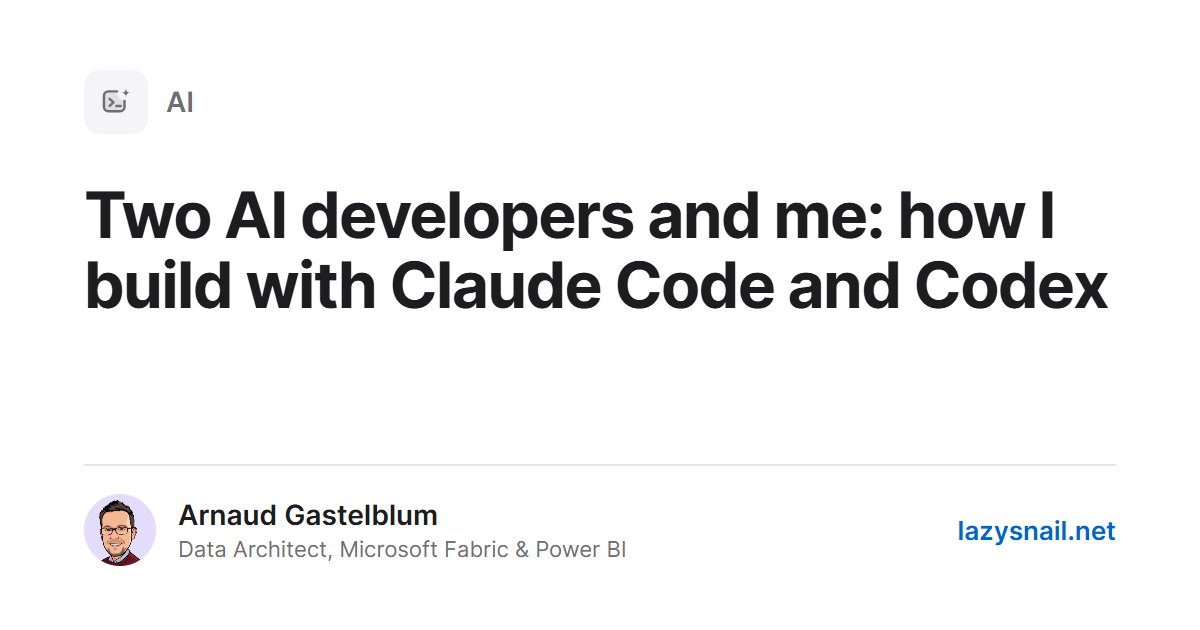 AI
Two AI developers and me: how I
build with Claude Code and Codex
Arnaud Gastelblum
Data Architect, Microsoft Fabric & Power BI
lazysnail.net